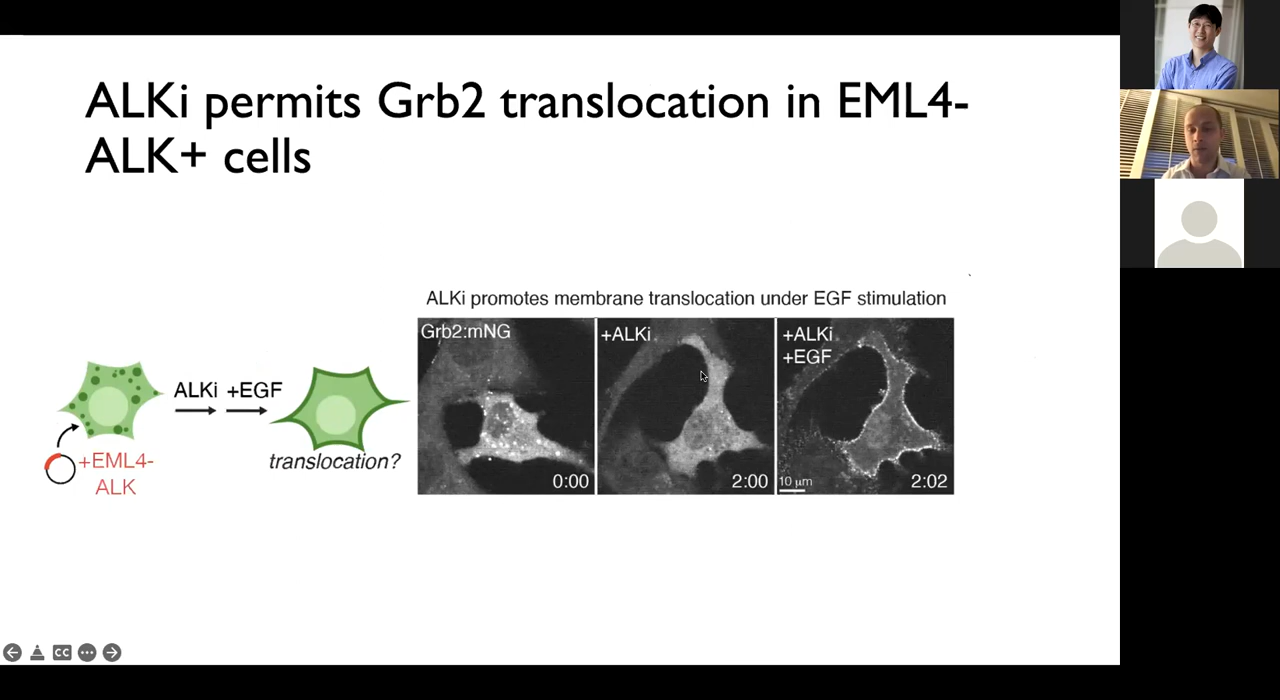 ALKi permits Grb2 translocation in EML4-
ALK+ cells
ALKi promotes membrane translocation under EGF stimulation
Grb2:mNG
0:00
+ALKi
2:00
+ALKi
+EGF
10 µm
2:02
ALKi +EGF
+EML4-
ALK
translocation?
CC